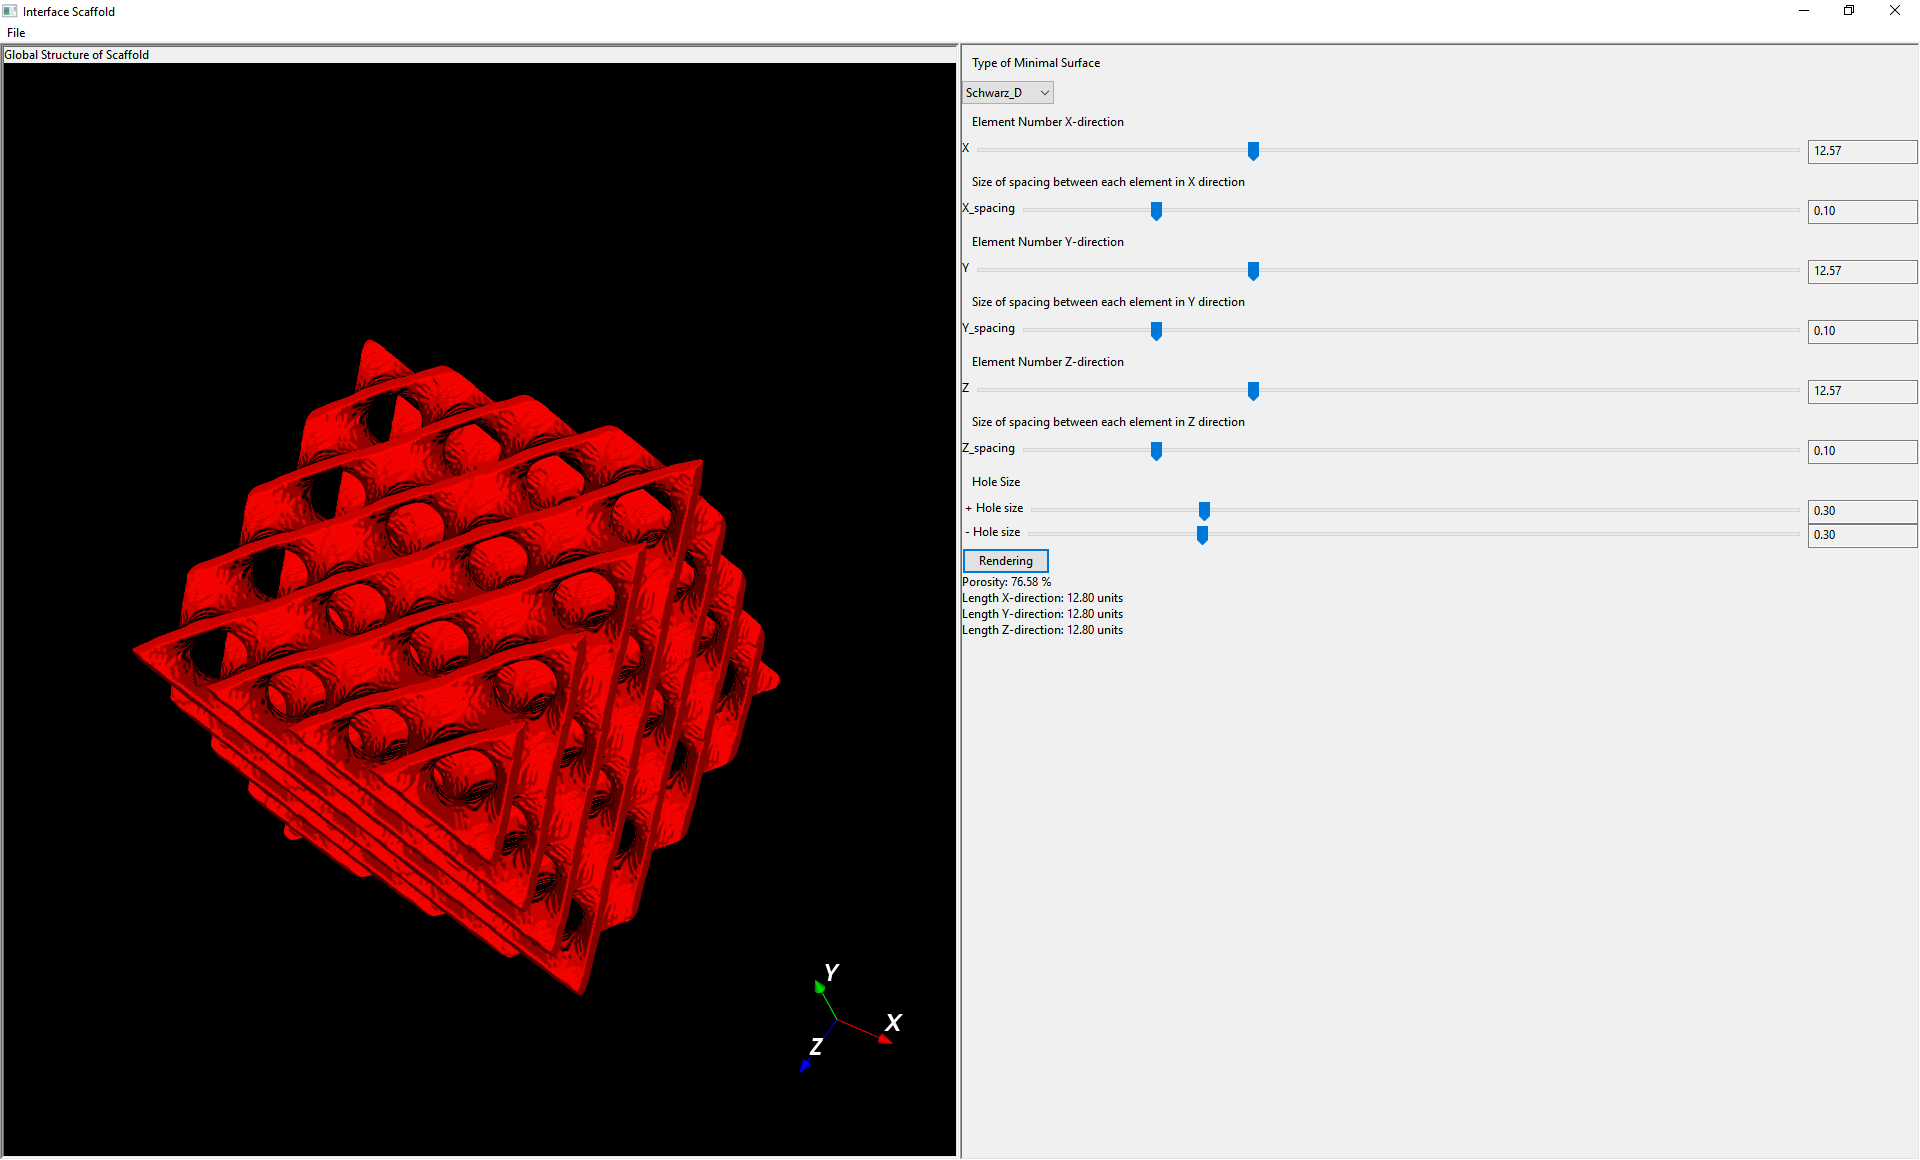 Interface Scaffold
File
Global Structure of Scaffold
Y
X
Z
Type of Minimal Surface
Schwarz_D
Element Number X-direction
X 12.57
Size of spacing between each element in X direction
X_spacing 0.10
Element Number Y-direction
Y 12.57
Size of spacing between each element in Y direction
Y_spacing 0.10
Element Number Z-direction
Z 12.57
Size of spacing between each element in Z direction
Z_spacing 0.10
Hole Size
+ Hole size 0.30
- Hole size 0.30
Rendering
Porosity: 76.58 %
Length X-direction: 12.80 units
Length Y-direction: 12.80 units
Length Z-direction: 12.80 units